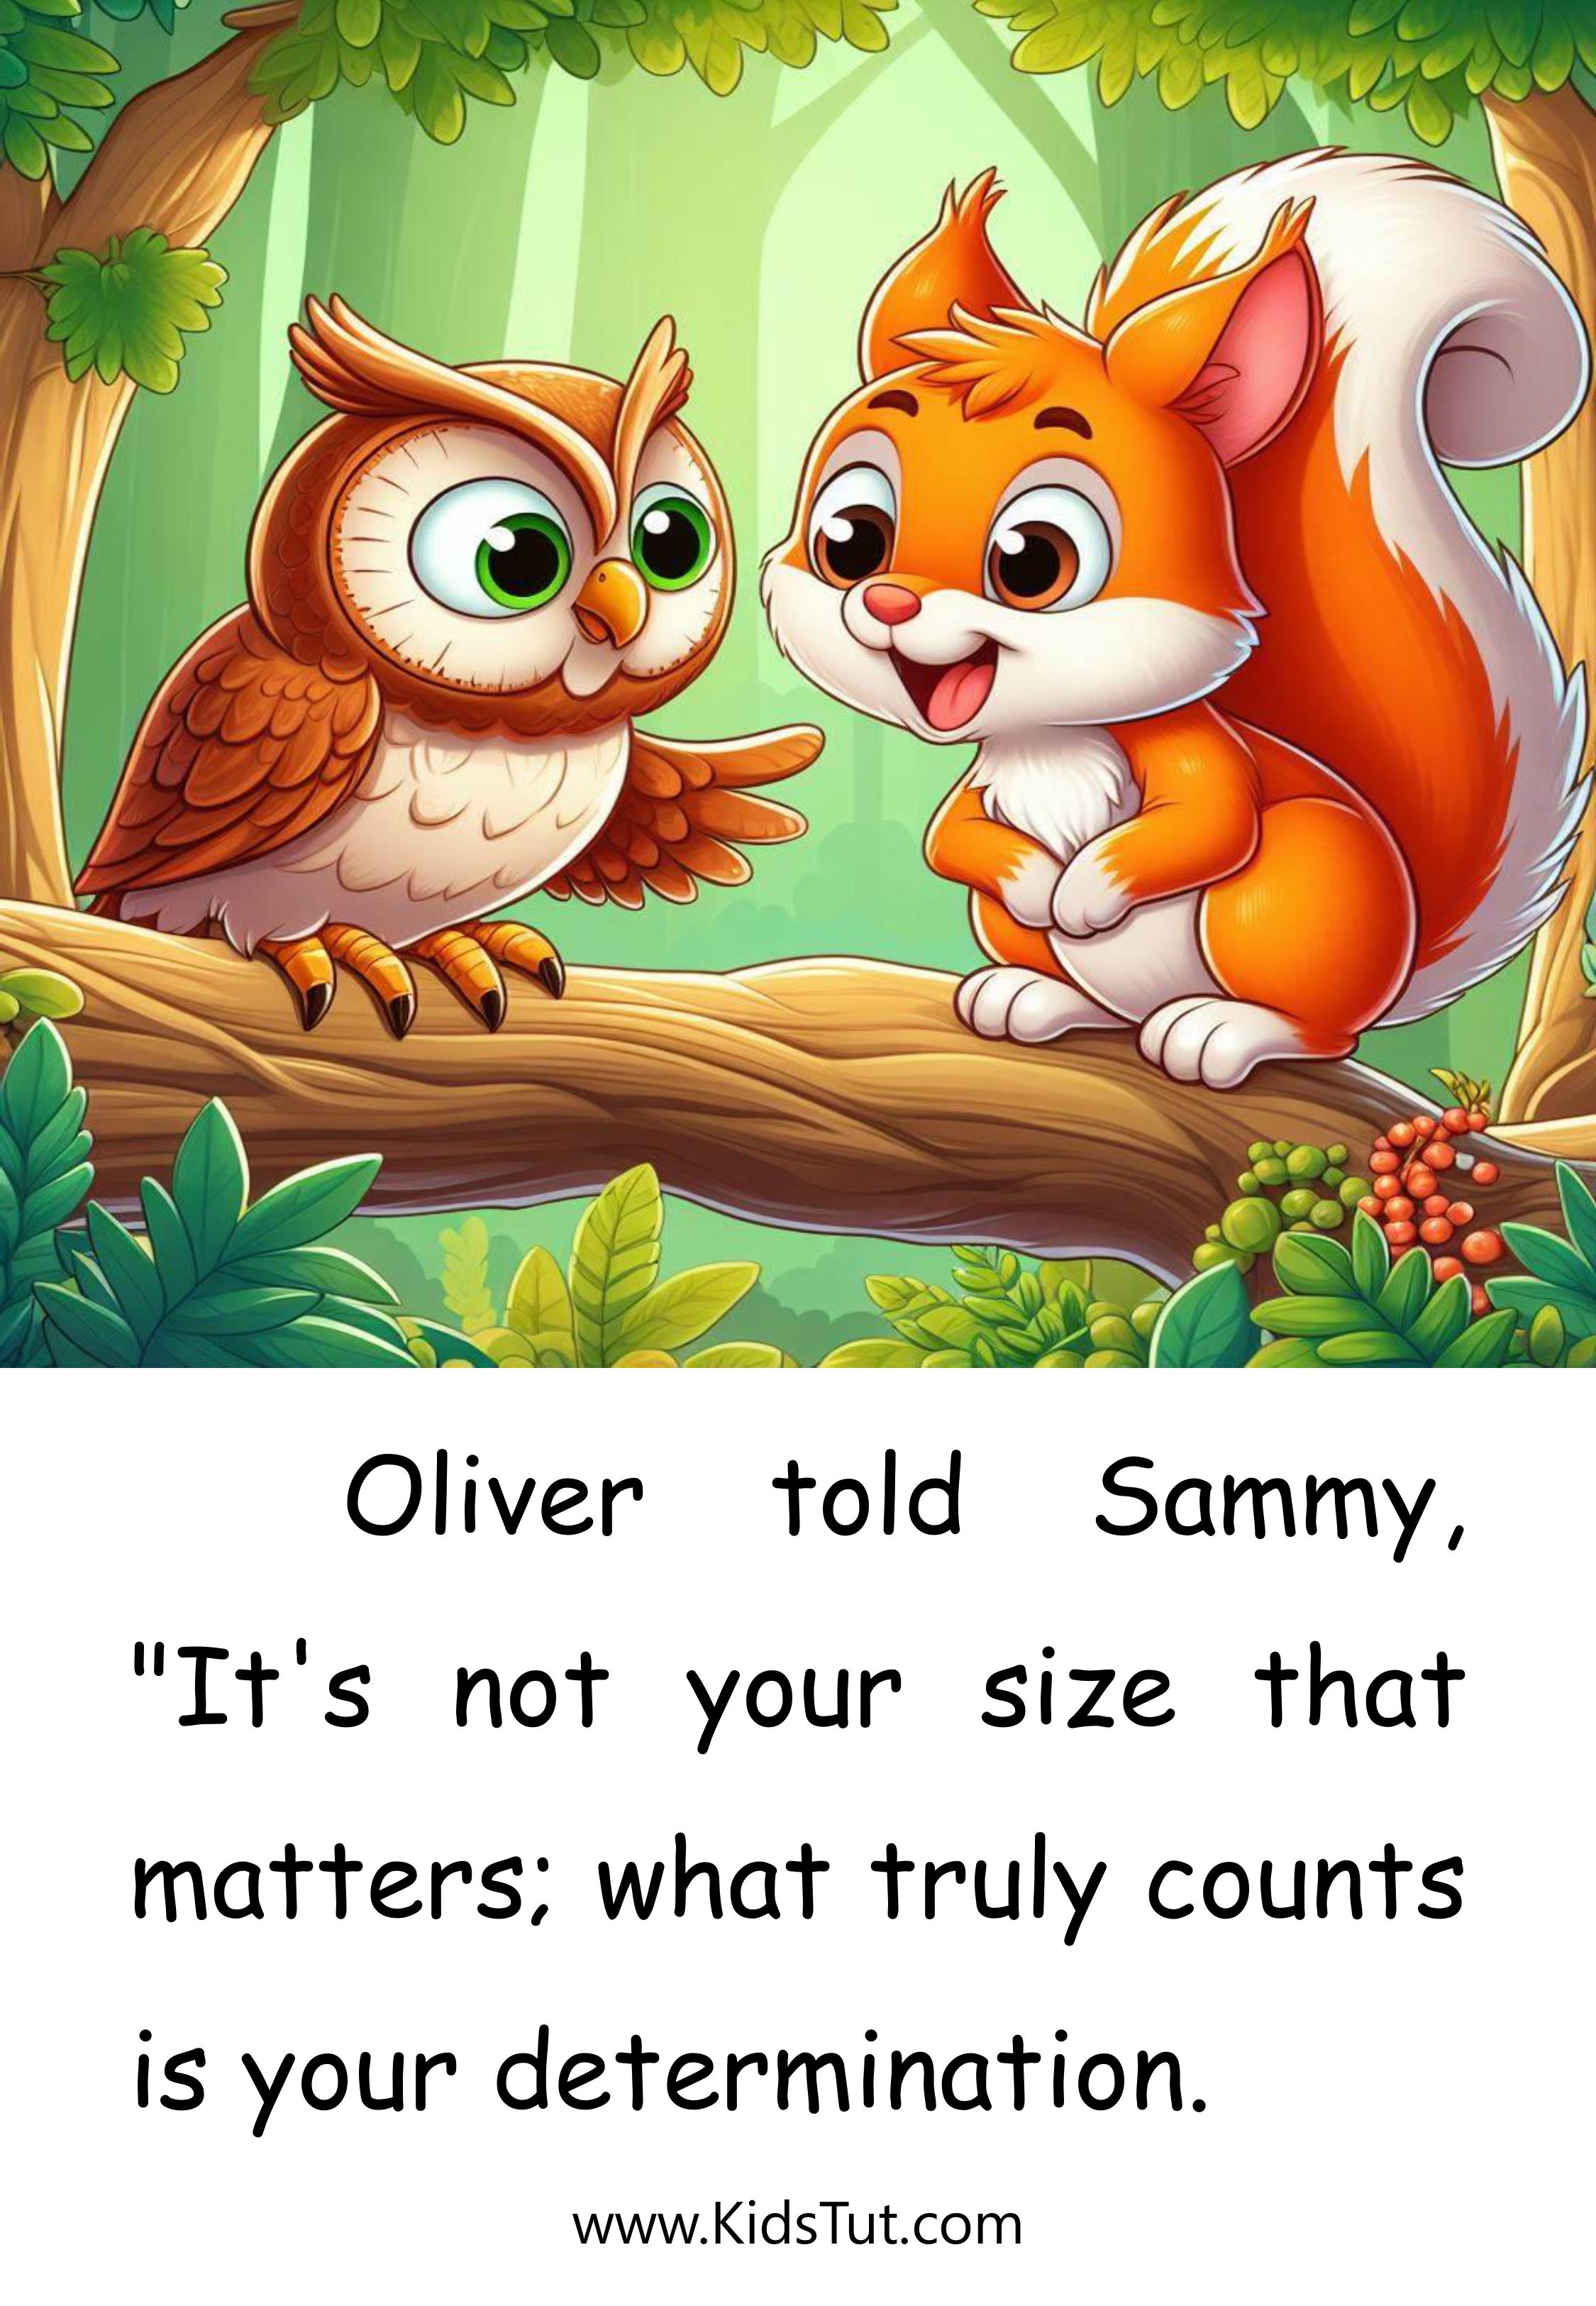 Oliver told Sammy,
"It's not your size that
matters; what truly counts
is your determination.
www.KidsTut.com